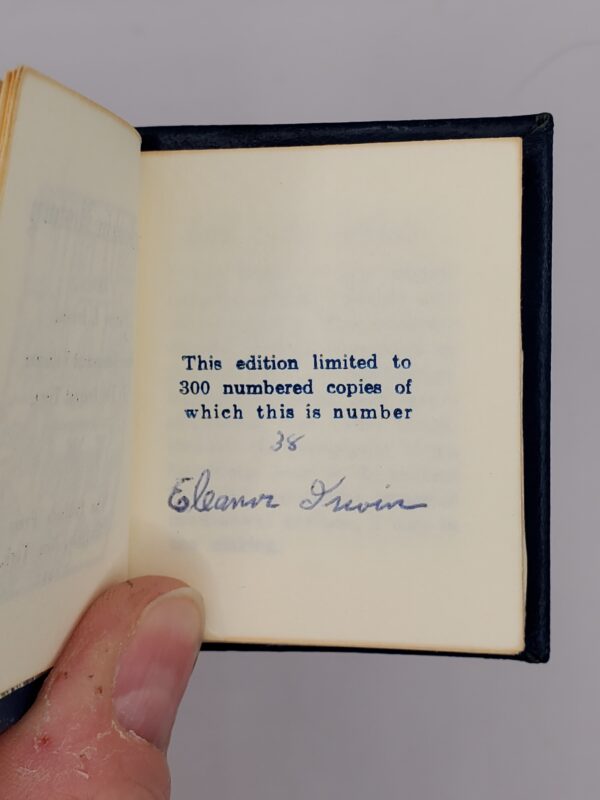 This edition limited to
300 numbered copies of
which this is number
38
Eleanor Irwin